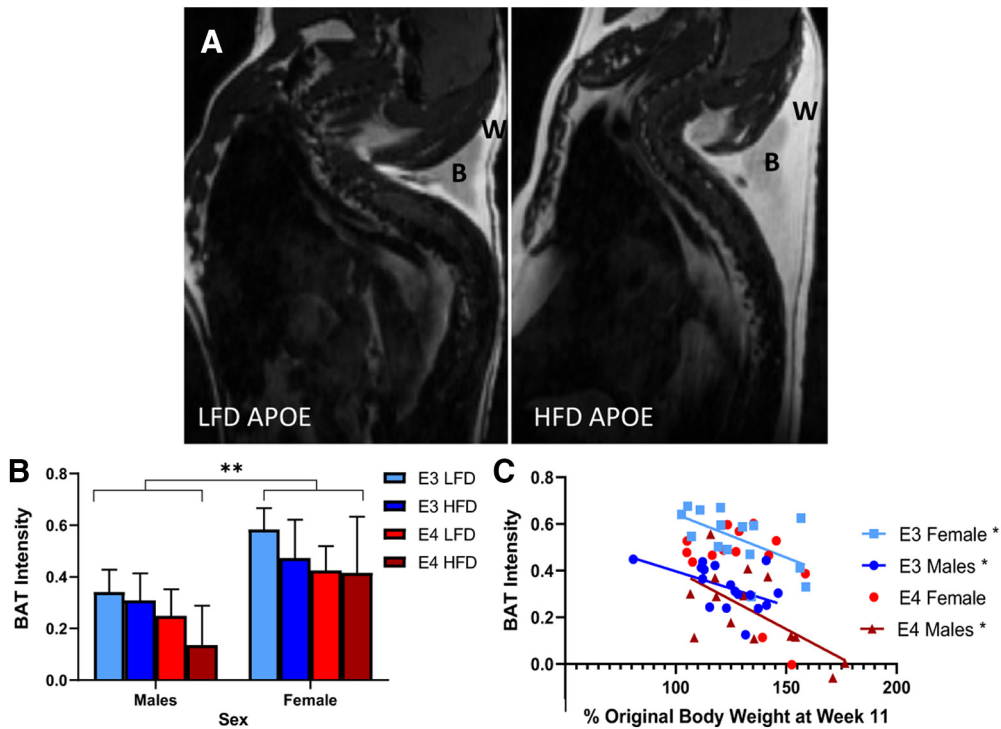 A
W
B
LFD APOE
W
B
HFD APOE
B
BAT Intensity
0.8
0.6
0.4
0.2
0.0
**
Males
Female
Sex
E3 LFD
E3 HFD
E4 LFD
E4 HFD
C
BAT Intensity
0.8
0.6
0.4
0.2
0.0
100
150
200
% Original Body Weight at Week 11
E3 Female *
E3 Males *
E4 Female
E4 Males *